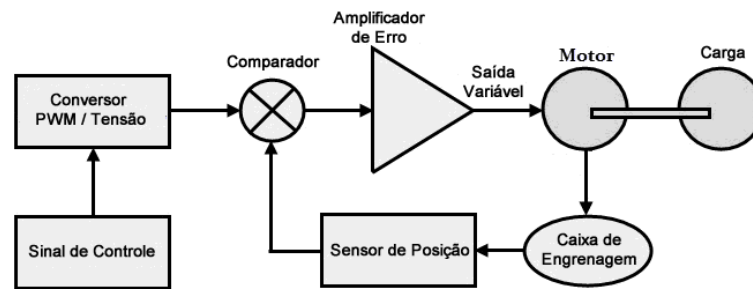 Amplificador
de Erro
Comparador
Saída
Variável
Motor
Carga
Conversor
PWM / Tensão
Sinal de Controle
Sensor de Posição
Caixa de
Engrenagem